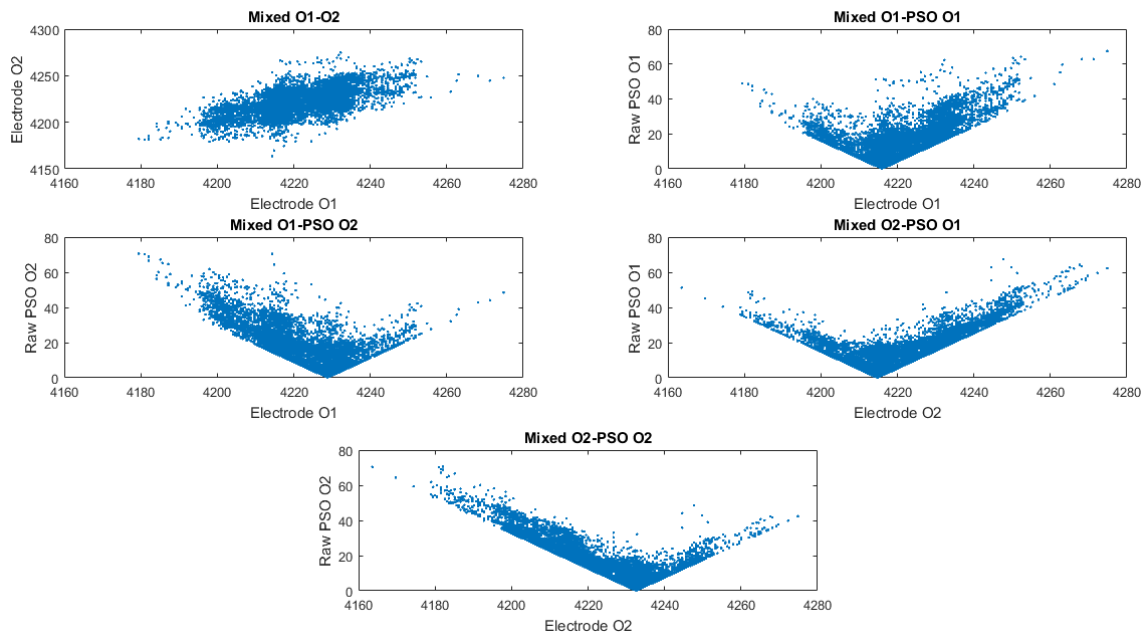 Mixed O1-O2
Electrode O2
4300
4250
4200
4150
4160 4180 4200 4220 4240 4260 4280
Electrode O1
Mixed O1-PSO O1
Raw PSO O1
80
60
40
20
0
4160 4180 4200 4220 4240 4260 4280
Electrode O1
Mixed O1-PSO O2
Raw PSO O2
80
60
40
20
0
4160 4180 4200 4220 4240 4260 4280
Electrode O1
Mixed O2-PSO O1
Raw PSO O1
80
60
40
20
0
4160 4180 4200 4220 4240 4260 4280
Electrode O2
Mixed O2-PSO O2
Raw PSO O2
80
60
40
20
0
4160 4180 4200 4220 4240 4260 4280
Electrode O2